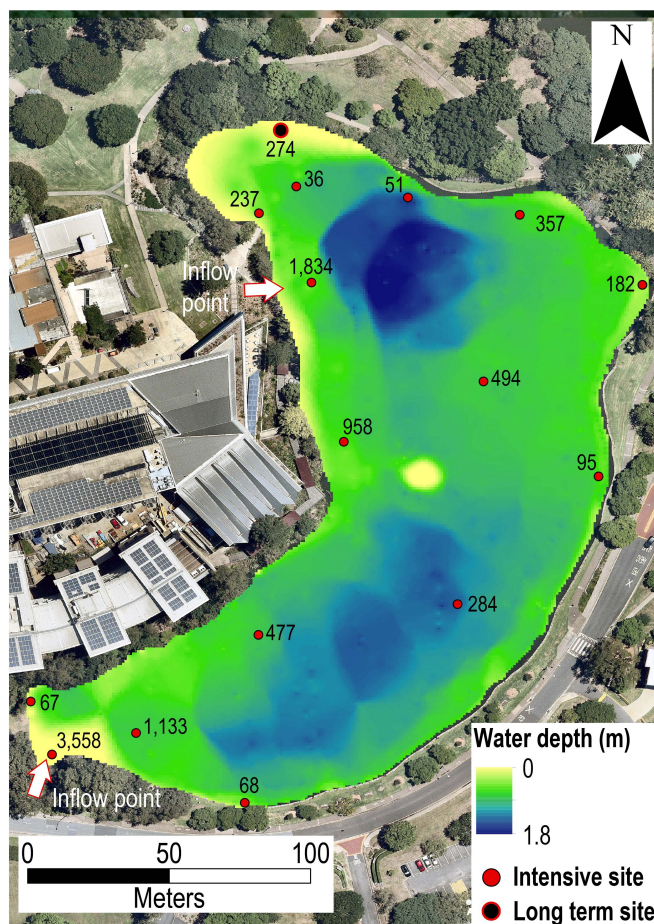 N
274
36
51
237
357
Inflow
point
1,834
182
494
958
95
284
477
67
1,133
3,558
68
Inflow point
Water depth (m)
0
1.8
0 50 100
Meters
Intensive site
Long term site